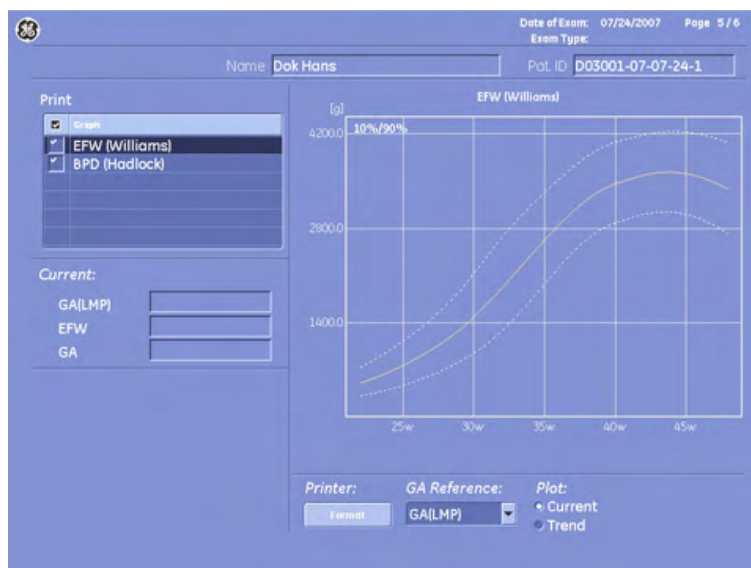 Date of Exam: 07/24/2007 Page 5 / 6
Exam Type:
Name Dok Hans Pat. ID D03001-07-07-24-1
Print
Graph
EFW (Williams)
BPD (Hadlock)
Current:
GA(LMP)
EFW
GA
EFW (Williams)
[g]
10%/90%
4200.0
2800.0
1400.0
25w 30w 35w 40w 45w
Printer: GA Reference: Plot:
Format GA(LMP) Current
Trend